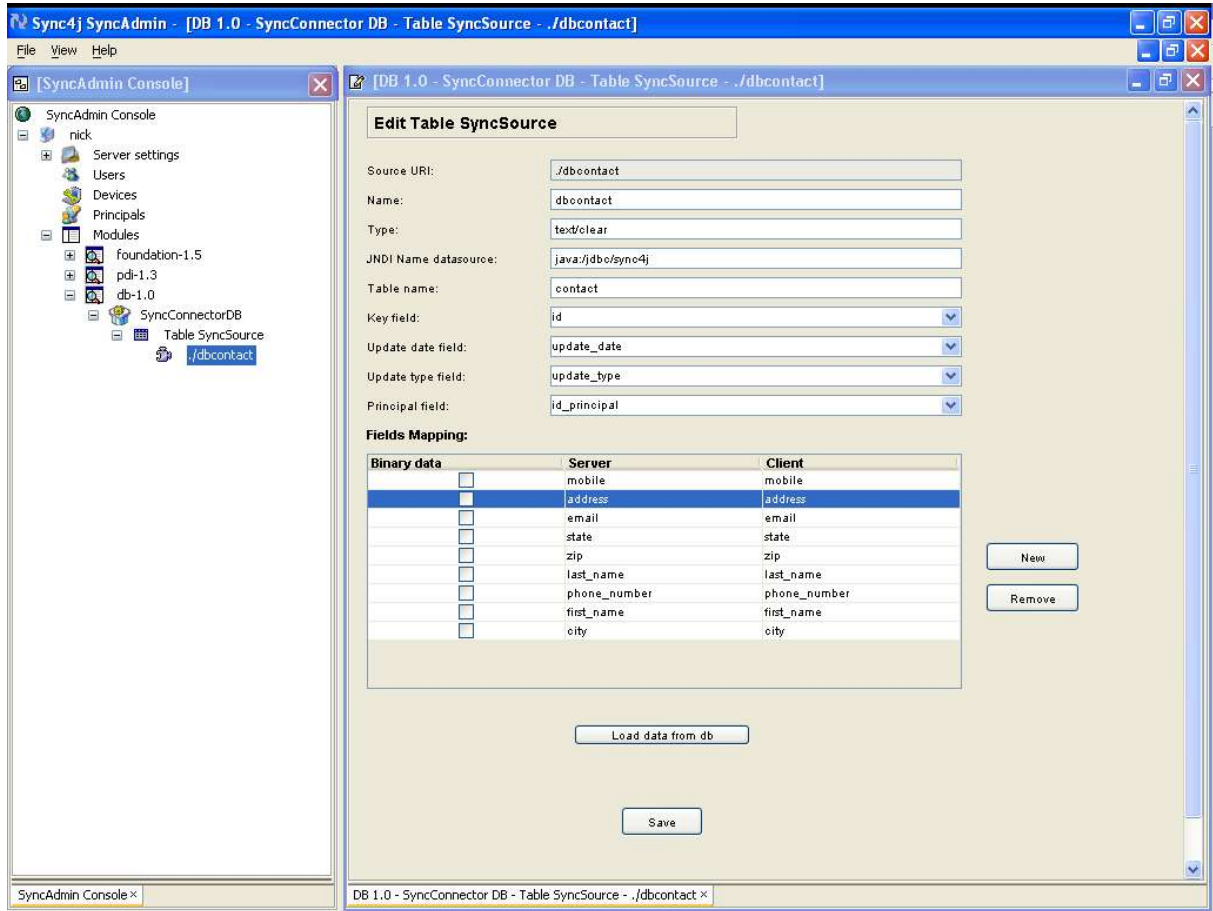 Sync4j SyncAdmin - [DB 1.0 - SyncConnector DB - Table SyncSource - ./dbcontact]
File View Help
[SyncAdmin Console]
SyncAdmin Console
nick
Server settings
Users
Devices
Principals
Modules
foundation-1.5
pdi-1.3
db-1.0
SyncConnectorDB
Table SyncSource
./dbcontact
SyncAdmin Console ×
[DB 1.0 - SyncConnector DB - Table SyncSource - ./dbcontact]
Edit Table SyncSource
Source URI: ./dbcontact
Name: dbcontact
Type: text/clear
JNDI Name datasource: java:/jdbc/sync4j
Table name: contact
Key field: id
Update date field: update_date
Update type field: update_type
Principal field: id_principal
Fields Mapping:
Binary data Server Client
mobile mobile
address address
email email
state state
zip zip
last_name last_name
phone_number phone_number
first_name first_name
city city
New
Remove
Load data from db
Save
DB 1.0 - SyncConnector DB - Table SyncSource - ./dbcontact ×